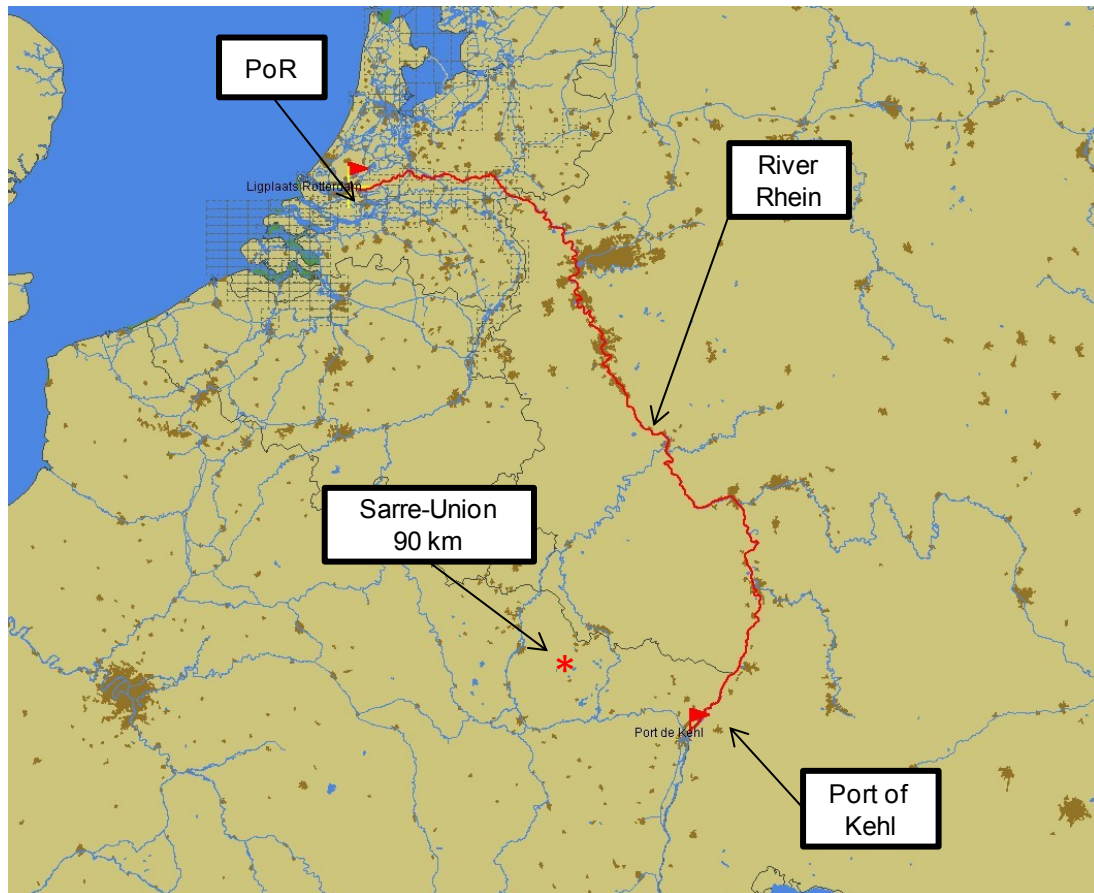 PoR
Ligplaats Rotterdam
River
Rhein
Sarre-Union
90 km
Port de Kehl
Port of
Kehl